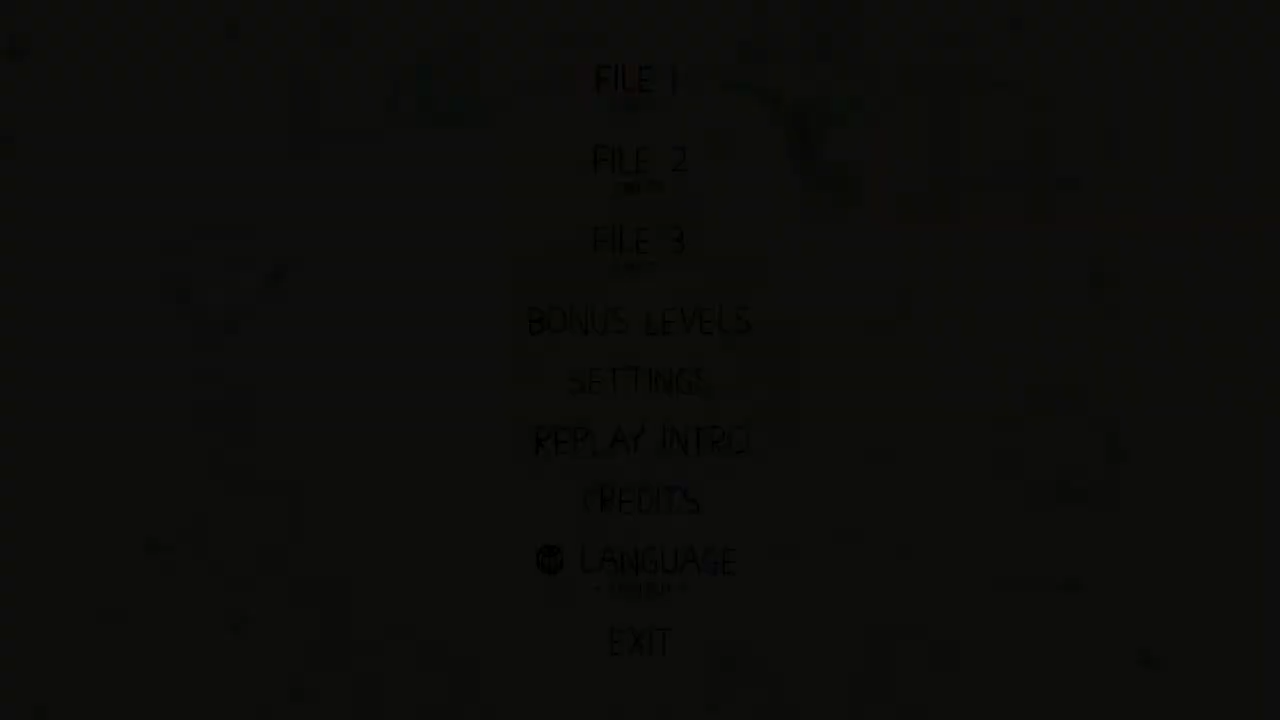 FILE 1
FILE 2
FILE 3
BONUS LEVELS
SETTINGS
REPLAY INTRO
CREDITS
LANGUAGE
EXIT